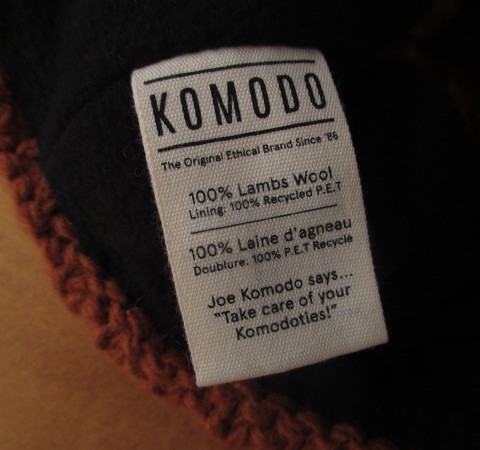 KOMODO
The Original Ethical Brand Since '86
100% Lambs Wool
Lining: 100% Recycled P.E.T
100% Laine d'agneau
Doublure. 100% P.E.T Recycle
Joe Komodo says...
"Take care of your
Komodoties!"